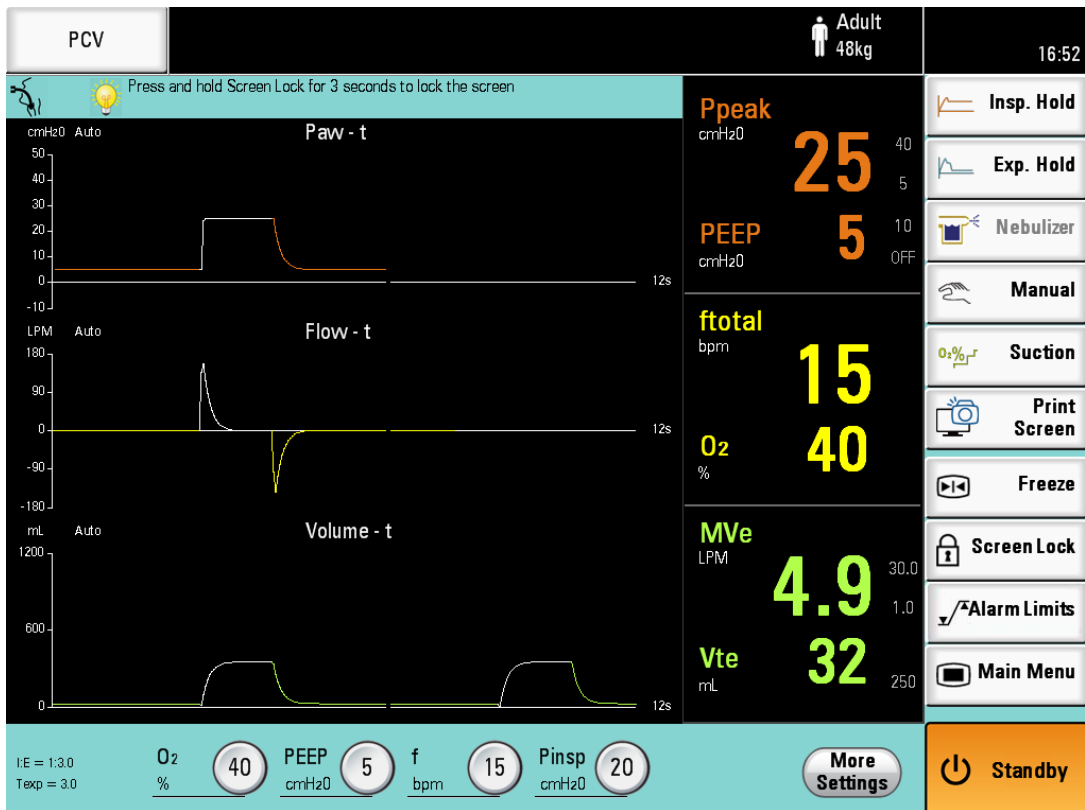 PCV
Adult
48kg
16:52
Press and hold Screen Lock for 3 seconds to lock the screen
cmH20 Auto
Paw - t
50
40
30
20
10
0
-10
12s
LPM Auto
Flow - t
180
90
0
-90
-180
12s
mL Auto
Volume - t
1200
600
0
12s
Ppeak
cmH20
25
40
5
PEEP
cmH20
5
10
OFF
ftotal
bpm
15
O2
%
40
MVe
LPM
4.9
30.0
1.0
Vte
mL
32
250
Insp. Hold
Exp. Hold
Nebulizer
Manual
O2%
Suction
Print
Screen
Freeze
Screen Lock
Alarm Limits
Main Menu
I:E = 1:3.0
Texp = 3.0
O2
%
40
PEEP
cmH20
5
f
bpm
15
Pinsp
cmH20
20
More
Settings
Standby